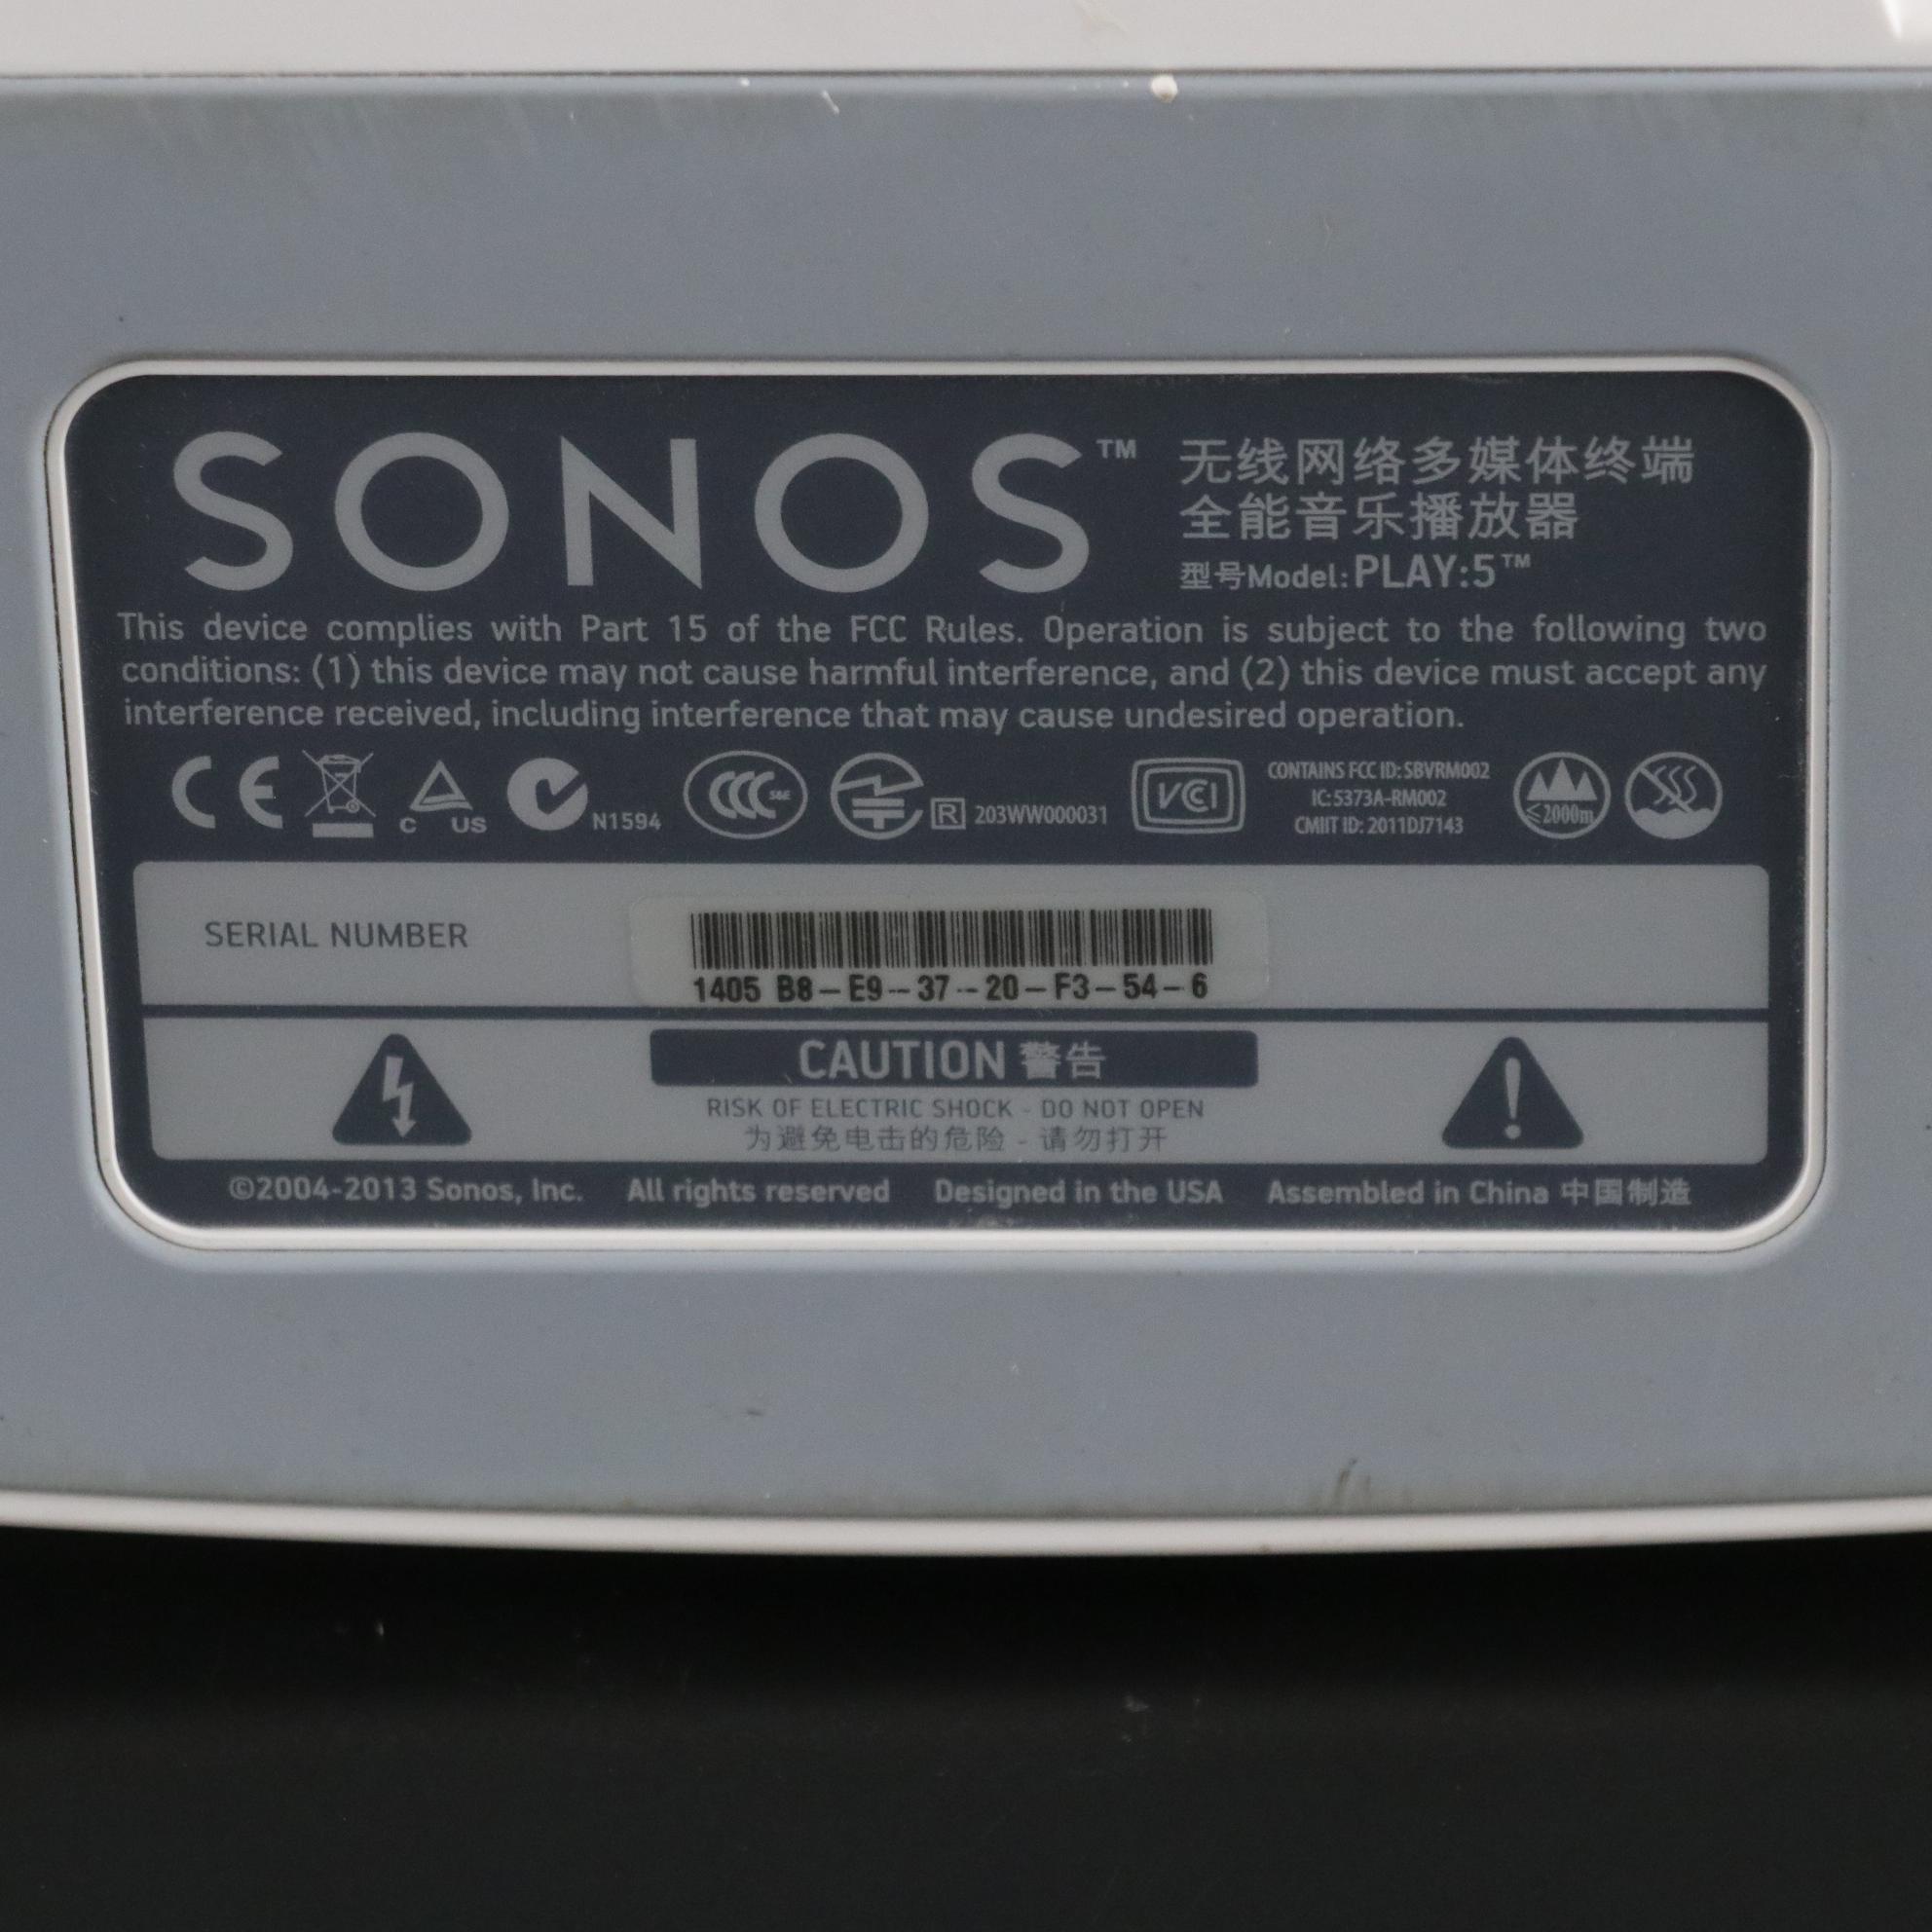 SONOS™
无线网络多媒体终端
全能音乐播放器
型号Model: PLAY:5™
This device complies with Part 15 of the FCC Rules. Operation is subject to the following two
conditions: (1) this device may not cause harmful interference, and (2) this device must accept any
interference received, including interference that may cause undesired operation.
CE
C US
N1594
CCC S&E
R 203WW000031
VCCI
CONTAINS FCC ID: SBVRM002
IC: 5373A-RM002
CMIIT ID: 2011DJ7143
≤2000m
SERIAL NUMBER
1405 B8-E9-37-20-F3-54-6
CAUTION 警告
RISK OF ELECTRIC SHOCK - DO NOT OPEN
为避免电击的危险 - 请勿打开
©2004-2013 Sonos, Inc. All rights reserved Designed in the USA Assembled in China 中国制造